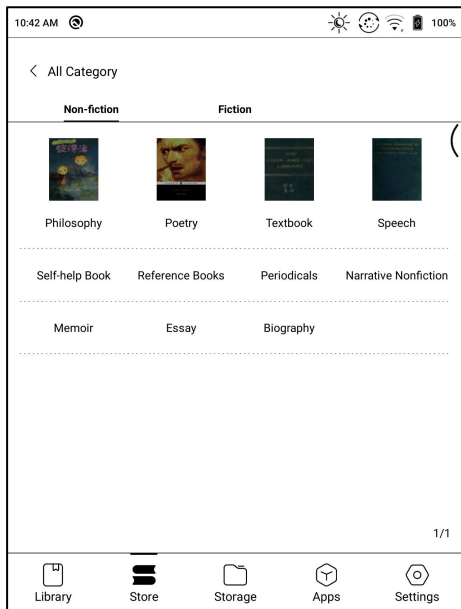 10:42 AM 100%
All Category
Non-fiction Fiction
Philosophy Poetry Textbook Speech
Self-help Book Reference Books Periodicals Narrative Nonfiction
Memoir Essay Biography
1/1
Library Store Storage Apps Settings